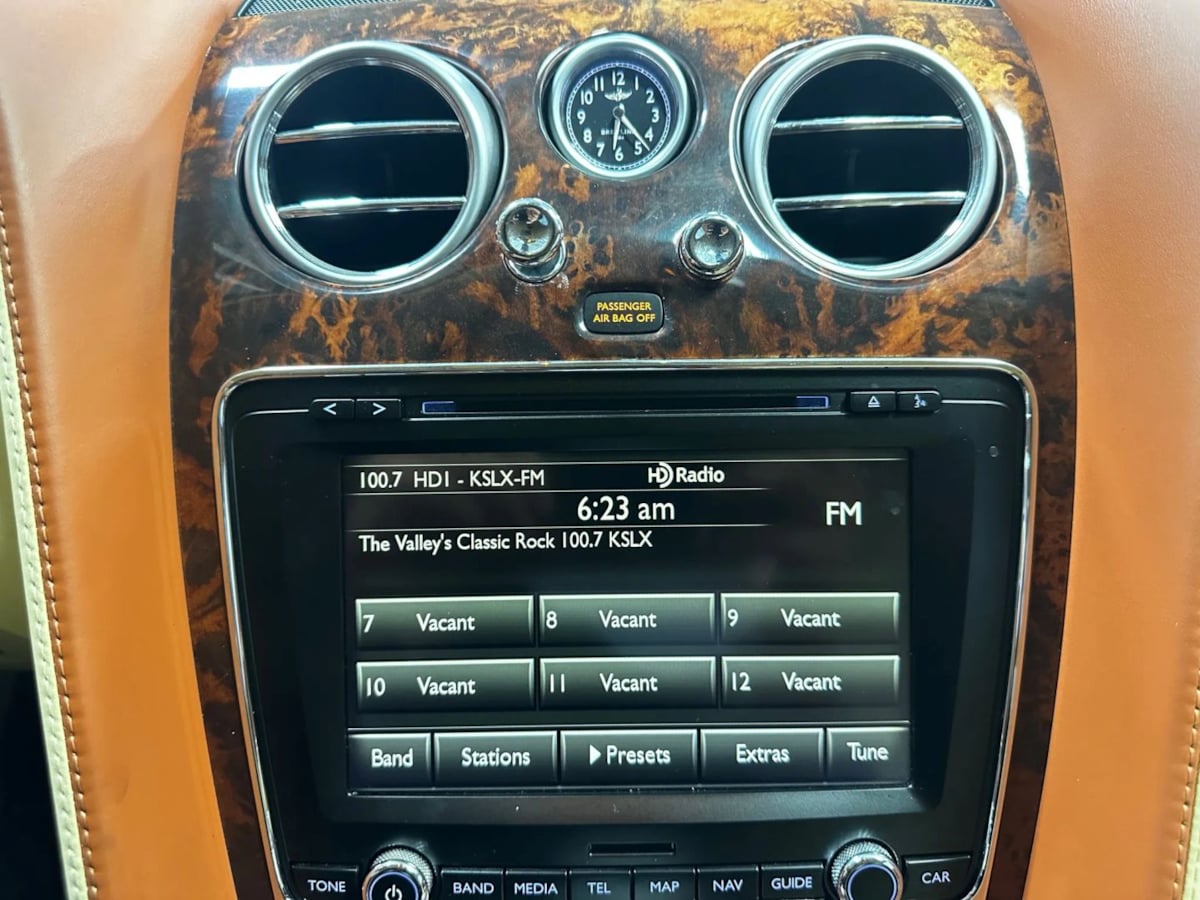 12
11 1
10 2
9 3
8 4
7 5
6
PASSENGER
AIR BAG OFF
< >
100.7 HD1 - KSLX-FM HD Radio
6:23 am
FM
The Valley's Classic Rock 100.7 KSLX
7 Vacant 8 Vacant 9 Vacant
10 Vacant 11 Vacant 12 Vacant
Band Stations Presets Extras Tune
TONE BAND MEDIA TEL MAP NAV GUIDE CAR